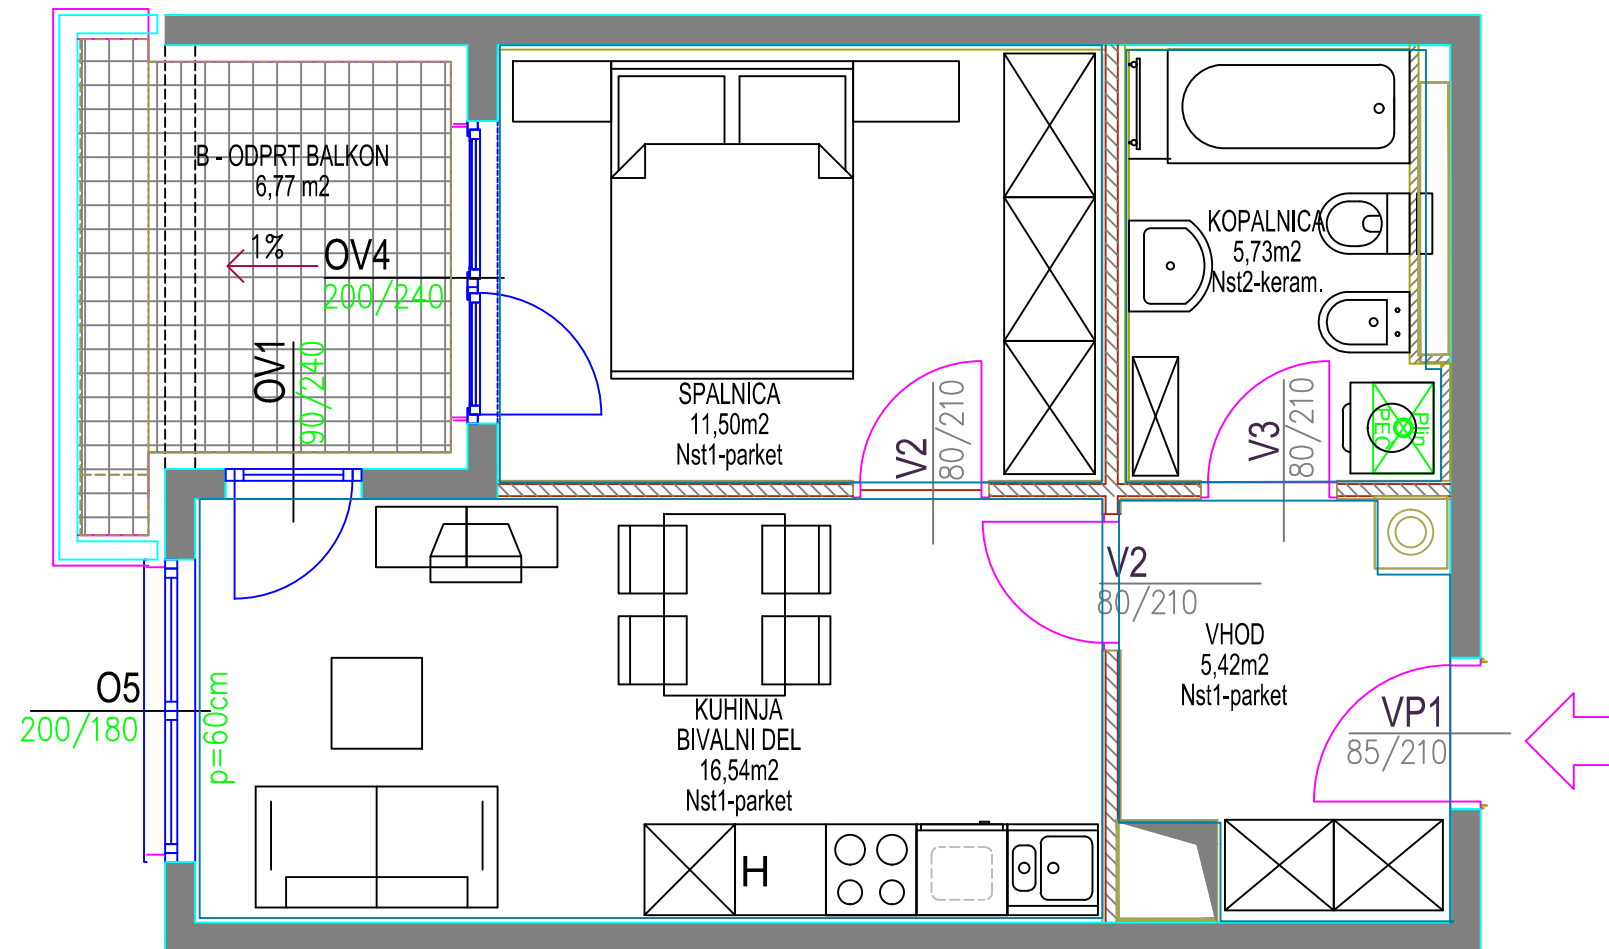 B - ODPRT BALKON
6,77 m2
1%
OV4
200/240
OV1
90/240
SPALNICA
11,50m2
Nst1-parket
V2
80/210
KOPALNICA
5,73m2
Nst2-keram.
V3
80/210
Plin
PEČ
V2
80/210
VHOD
5,42m2
Nst1-parket
VP1
85/210
O5
200/180
p=60cm
KUHINJA
BIVALNI DEL
16,54m2
Nst1-parket
H